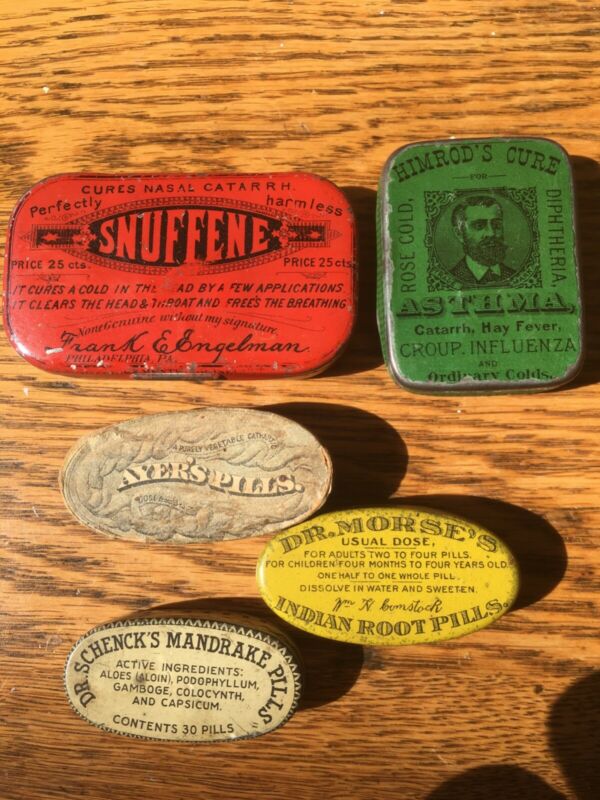 CURES NASAL CATARRH.
Perfectly harmless
SNUFFENE
PRICE 25 cts. PRICE 25 cts.
IT CURES A COLD IN THE HEAD BY A FEW APPLICATIONS
IT CLEARS THE HEAD & THROAT AND FREES THE BREATHING
None Genuine without my signature.
Frank E Engelman
PHILADELPHIA PA.
HIMROD'S CURE
FOR
ROSE COLD,
DIPHTHERIA,
ASTHMA,
Catarrh, Hay Fever,
CROUP, INFLUENZA
AND
Ordinary Colds.
A PURELY VEGETABLE CATHARTIC
AYER'S PILLS.
DR. MORSE'S
USUAL DOSE,
FOR ADULTS TWO TO FOUR PILLS.
FOR CHILDREN FOUR MONTHS TO FOUR YEARS OLD
ONE HALF TO ONE WHOLE PILL.
DISSOLVE IN WATER AND SWEETEN.
Wm H Comstock
INDIAN ROOT PILLS.
DR. SCHENCK'S MANDRAKE PILLS
ACTIVE INGREDIENTS:
ALOES (ALOIN), PODOPHYLLUM,
GAMBOGE, COLOCYNTH,
AND CAPSICUM.
CONTENTS 30 PILLS